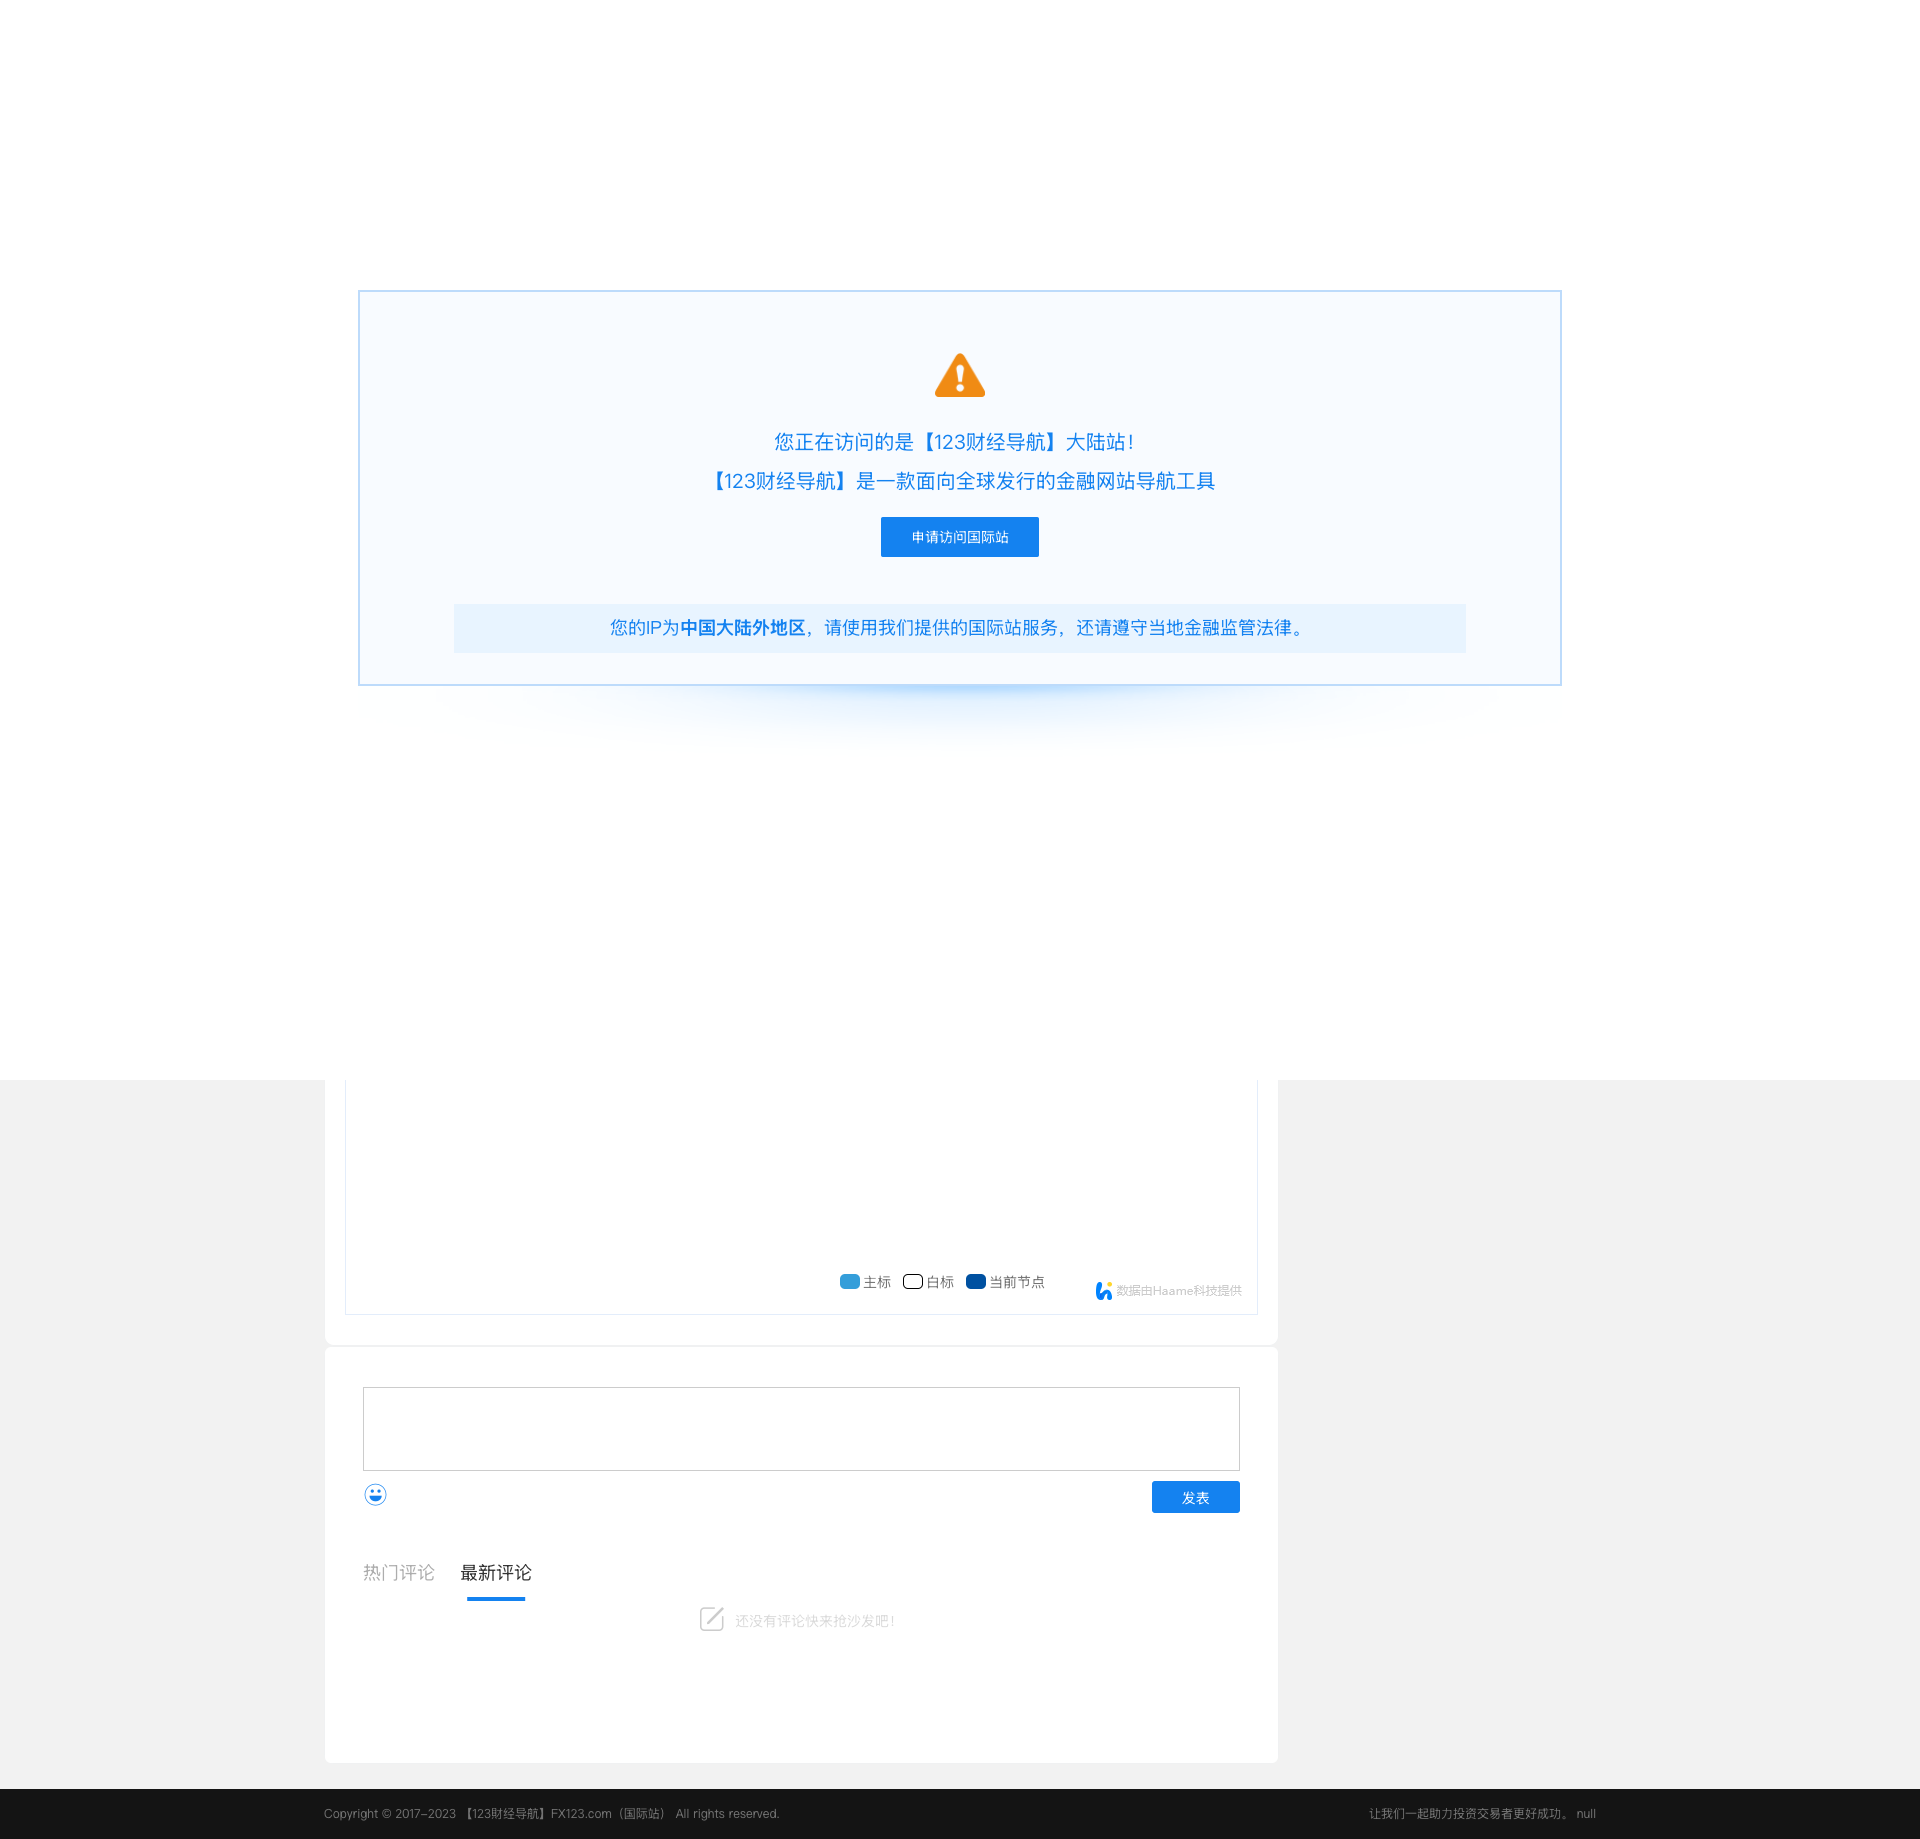 您正在访问的是【123财经导航】大陆站！
【123财经导航】是一款面向全球发行的金融网站导航工具
申请访问国际站
您的IP为中国大陆外地区，请使用我们提供的国际站服务，还请遵守当地金融监管法律。
主标 白标 当前节点
数据由Haame科技提供
发表
热门评论 最新评论
还没有评论快来抢沙发吧！
Copyright © 2017-2023 【123财经导航】FX123.com（国际站） All rights reserved.
让我们一起助力投资交易者更好成功。 null